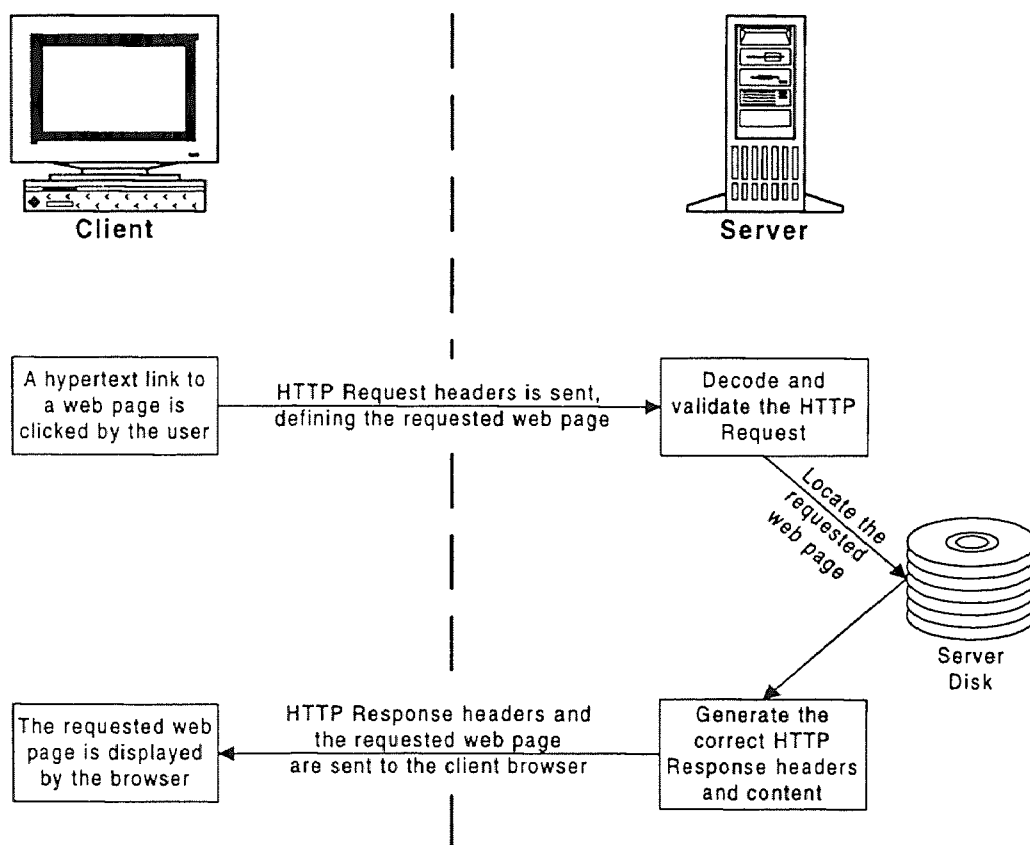 Client
Server
A hypertext link to
a web page is
clicked by the user
HTTP Request headers is sent,
defining the requested web page
Decode and
validate the HTTP
Request
Locate the
requested
web page
Server
Disk
The requested web
page is displayed
by the browser
HTTP Response headers and
the requested web page
are sent to the client browser
Generate the
correct HTTP
Response headers
and content